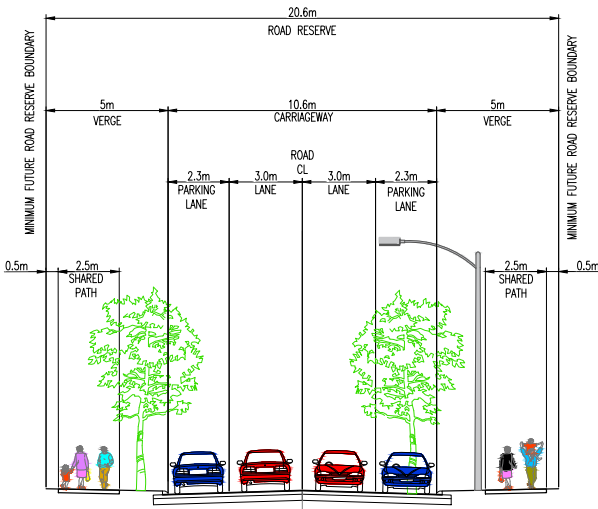 20.6m
ROAD RESERVE
MINIMUM FUTURE ROAD RESERVE BOUNDARY
MINIMUM FUTURE ROAD RESERVE BOUNDARY
5m
VERGE
10.6m
CARRIAGEWAY
5m
VERGE
ROAD
CL
2.3m
PARKING
LANE
3.0m
LANE
3.0m
LANE
2.3m
PARKING
LANE
0.5m
2.5m
SHARED
PATH
2.5m
SHARED
PATH
0.5m